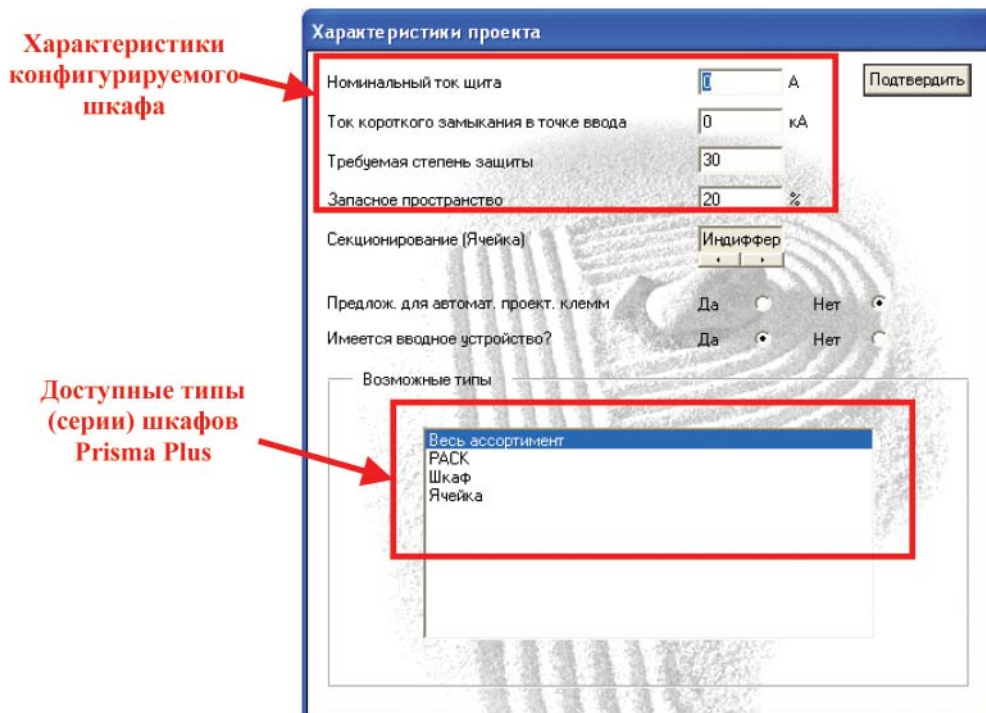 Характеристики
конфигурируемого
шкафа
Доступные типы
(серии) шкафов
Prisma Plus
Характеристики проекта
Номинальный ток щита 0 А
Подтвердить
Ток короткого замыкания в точке ввода 0 кА
Требуемая степень защиты 30
Запасное пространство 20 %
Секционирование (Ячейка) Индиффер
Предлож. для автомат. проект. клемм Да Нет
Имеется вводное устройство? Да Нет
Возможные типы
Весь ассортимент
PACK
Шкаф
Ячейка